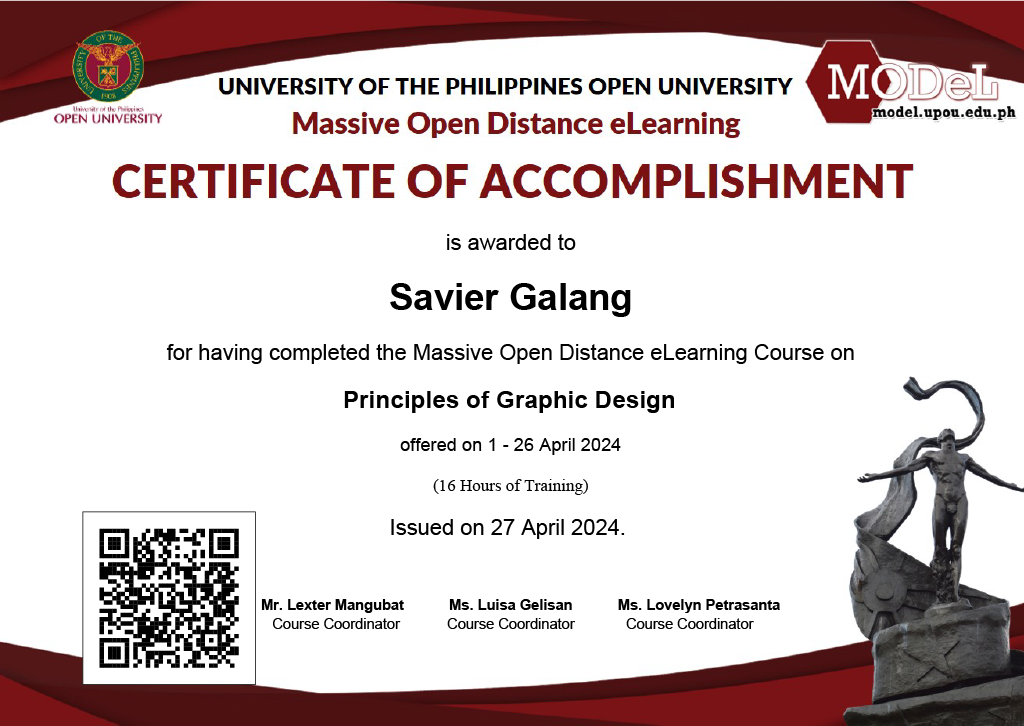 UNIVERSITY OF THE PHILIPPINES
1908
University of the Philippines
OPEN UNIVERSITY
UNIVERSITY OF THE PHILIPPINES OPEN UNIVERSITY
MODeL
model.upou.edu.ph
Massive Open Distance eLearning
CERTIFICATE OF ACCOMPLISHMENT
is awarded to
Savier Galang
for having completed the Massive Open Distance eLearning Course on
Principles of Graphic Design
offered on 1 - 26 April 2024
(16 Hours of Training)
Issued on 27 April 2024.
Mr. Lexter Mangubat
Course Coordinator
Ms. Luisa Gelisan
Course Coordinator
Ms. Lovelyn Petrasanta
Course Coordinator